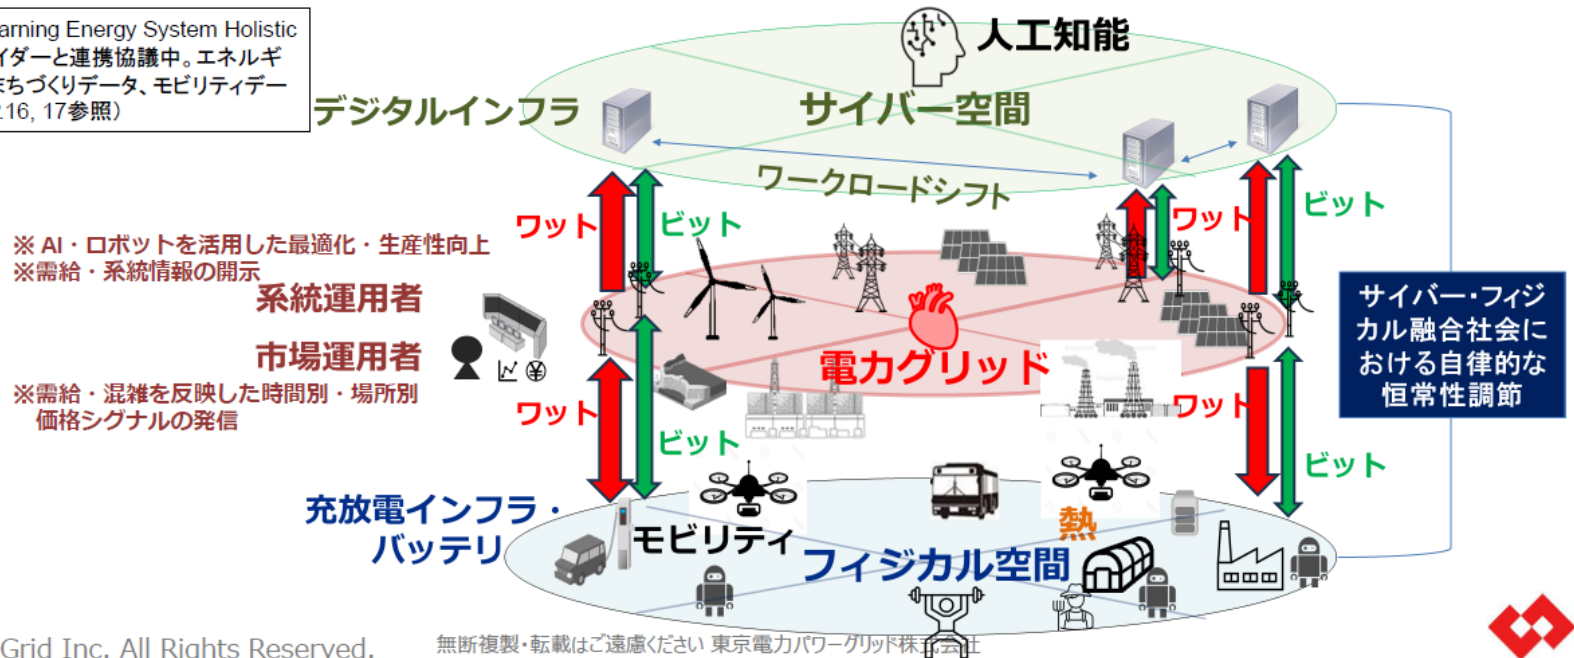 arning Energy System Holistic
イダーと連携協議中。エネルギ
まちづくりデータ、モビリティデー
.16, 17参照）
人工知能
デジタルインフラ
サイバー空間
ワークロードシフト
ワット
ビット
ワット
ビット
※ AI・ロボットを活用した最適化・生産性向上
※需給・系統情報の開示
系統運用者
市場運用者
※需給・混雑を反映した時間別・場所別
価格シグナルの発信
電力グリッド
サイバー・フィジ
カル融合社会に
おける自律的な
恒常性調節
ワット
ビット
ワット
ビット
充放電インフラ・
バッテリ
モビリティ
熱
フィジカル空間
Grid Inc. All Rights Reserved.
無断複製・転載はご遠慮ください 東京電力パワーグリッド株式会社